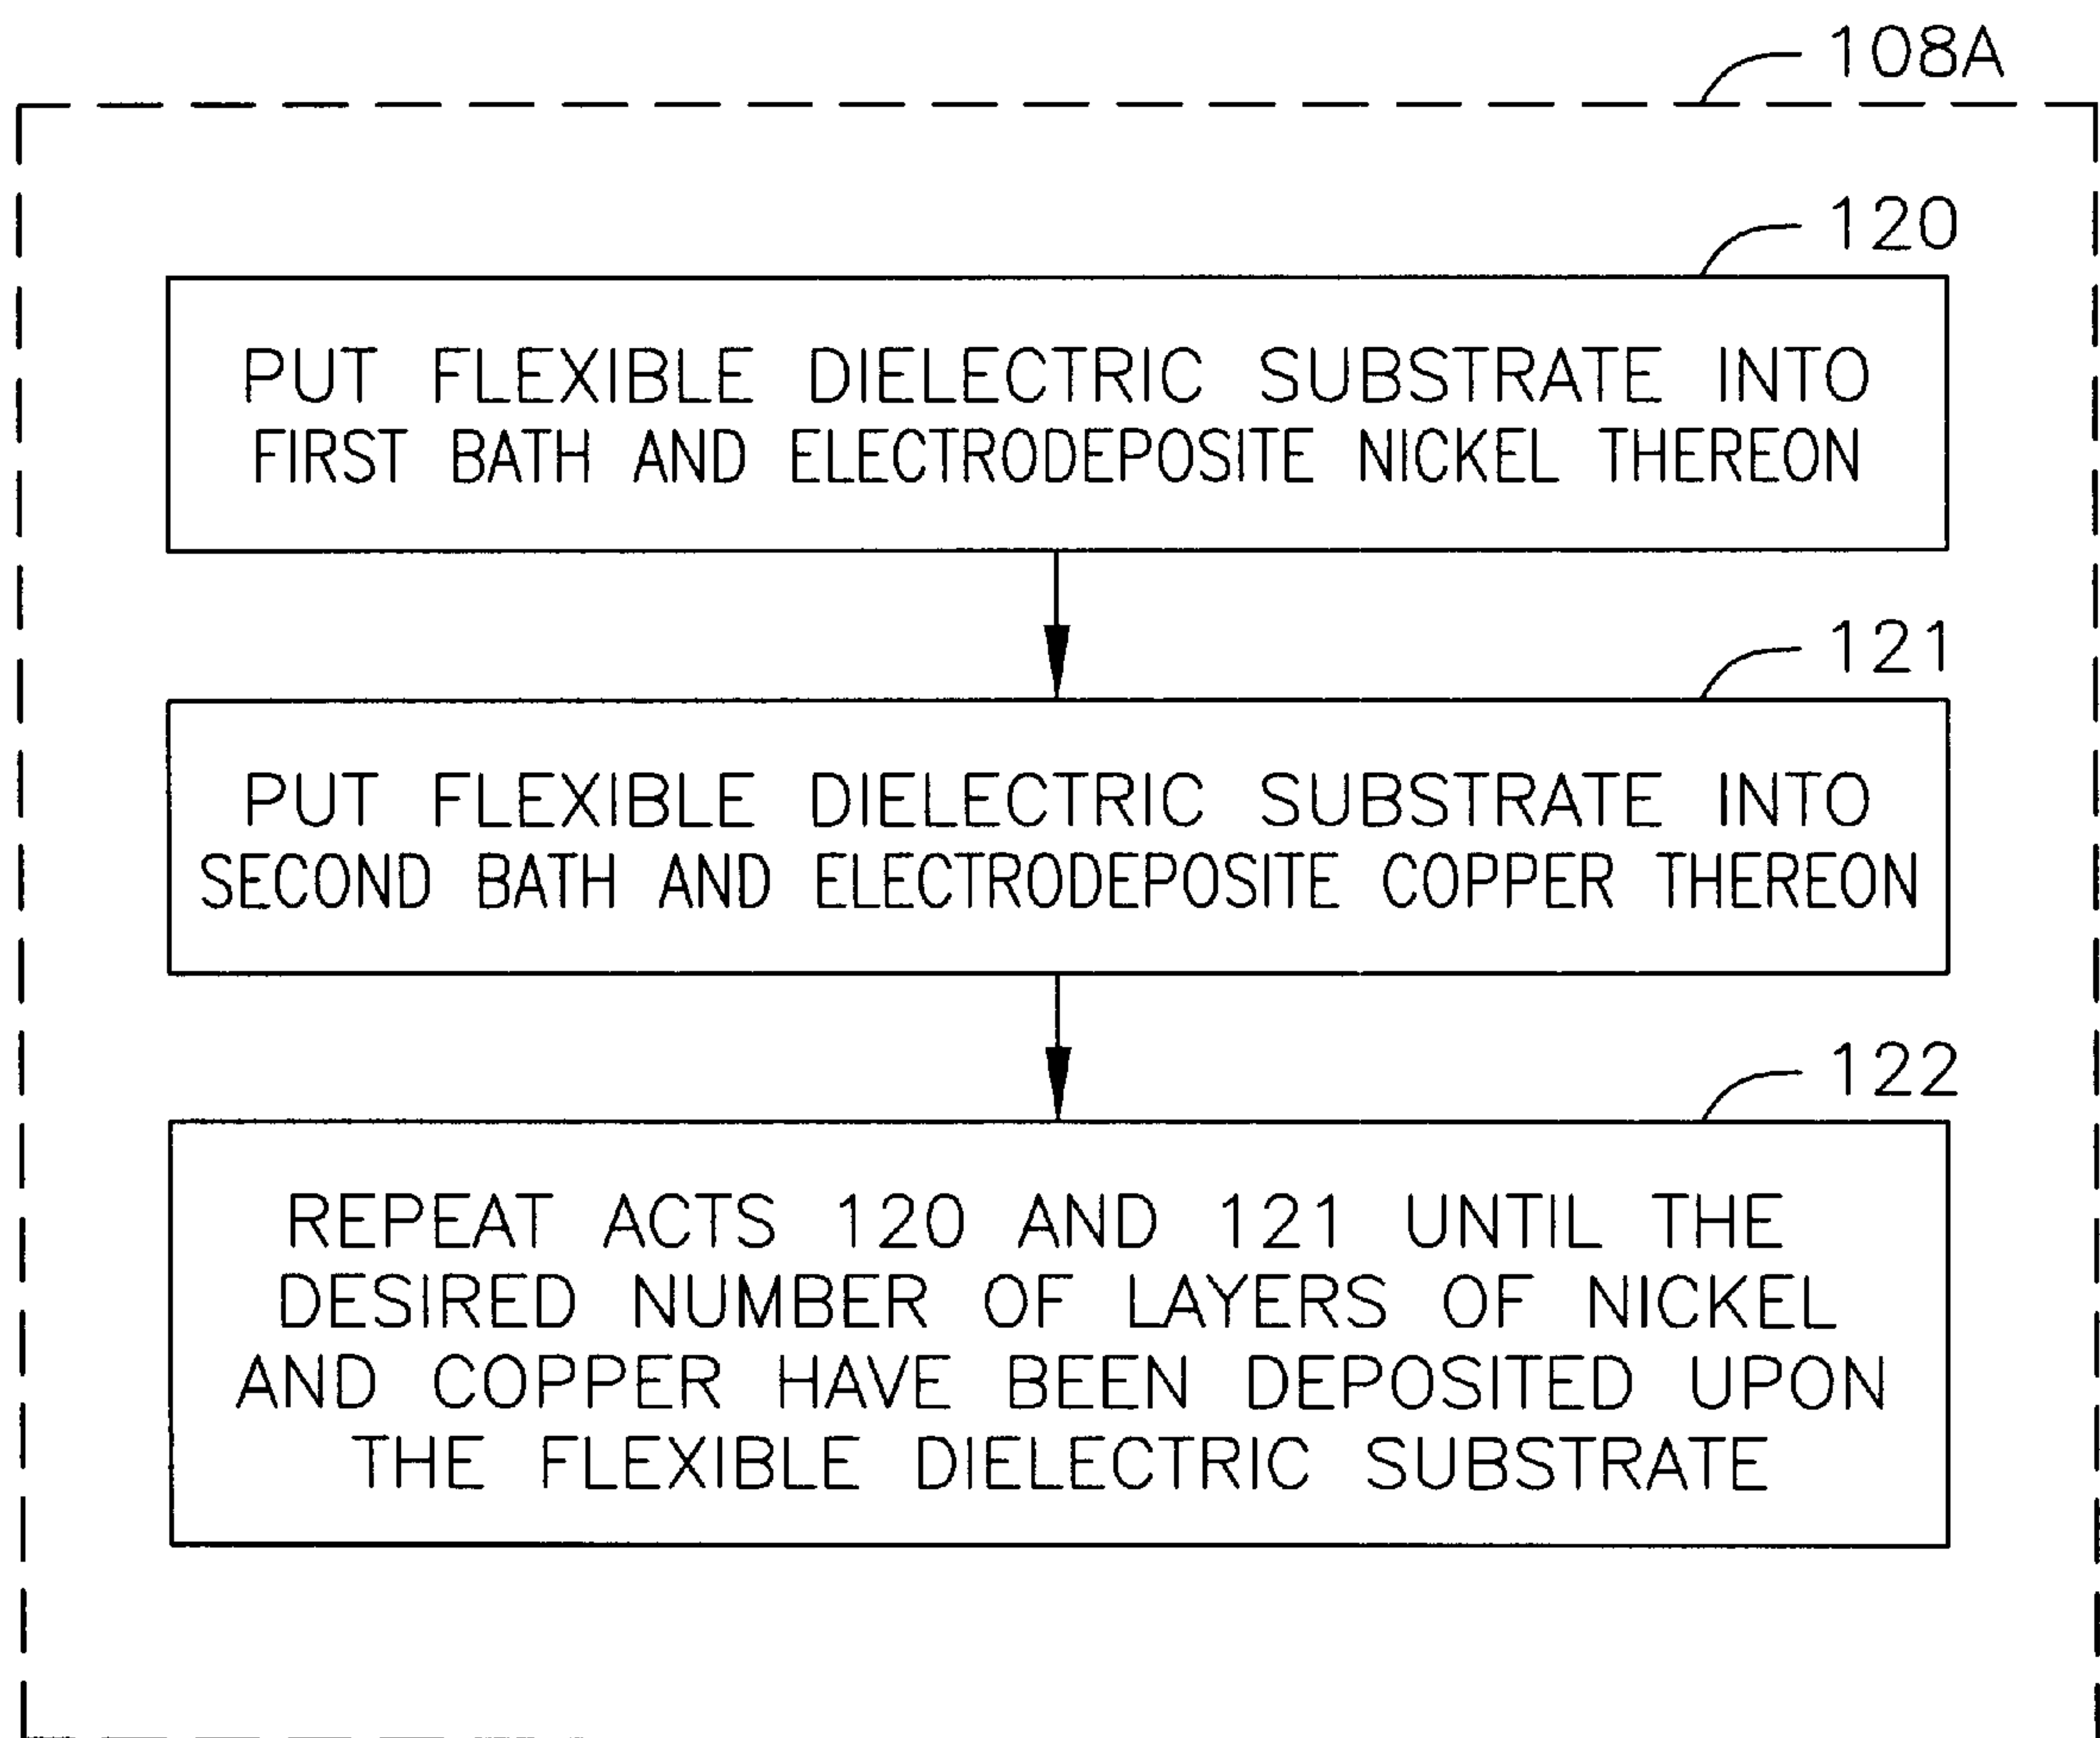 108A
120
PUT FLEXIBLE DIELECTRIC SUBSTRATE INTO
FIRST BATH AND ELECTRODEPOSITE NICKEL THEREON
121
PUT FLEXIBLE DIELECTRIC SUBSTRATE INTO
SECOND BATH AND ELECTRODEPOSITE COPPER THEREON
122
REPEAT ACTS 120 AND 121 UNTIL THE
DESIRED NUMBER OF LAYERS OF NICKEL
AND COPPER HAVE BEEN DEPOSITED UPON
THE FLEXIBLE DIELECTRIC SUBSTRATE